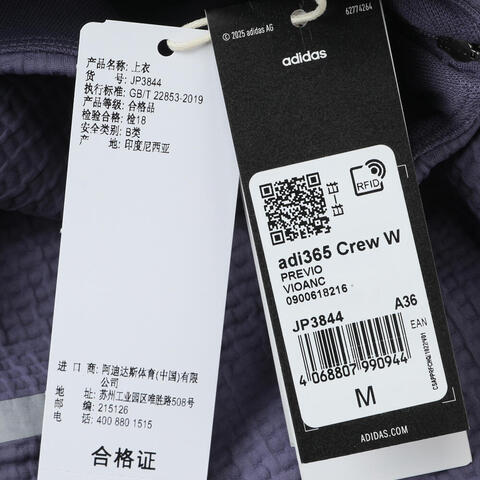 产品名称: 上衣
货 号: JP3844
执行标准: GB/T 22853-2019
产品等级: 合格品
检验合格: 检18
安全类别: B类
产 地: 印度尼西亚
进 口 商: 阿迪达斯体育(中国)有限
公司
地 址: 苏州工业园区唯胜路508号
邮 编: 215126
电 话: 400 880 1515
合格证
© 2025 adidas AG
62774264
adidas
RFID
adi365 Crew W
PREVIO
VIOANC
0900618216
JP3844
A36
EAN
4 068807 990944
M
ADIDAS.COM